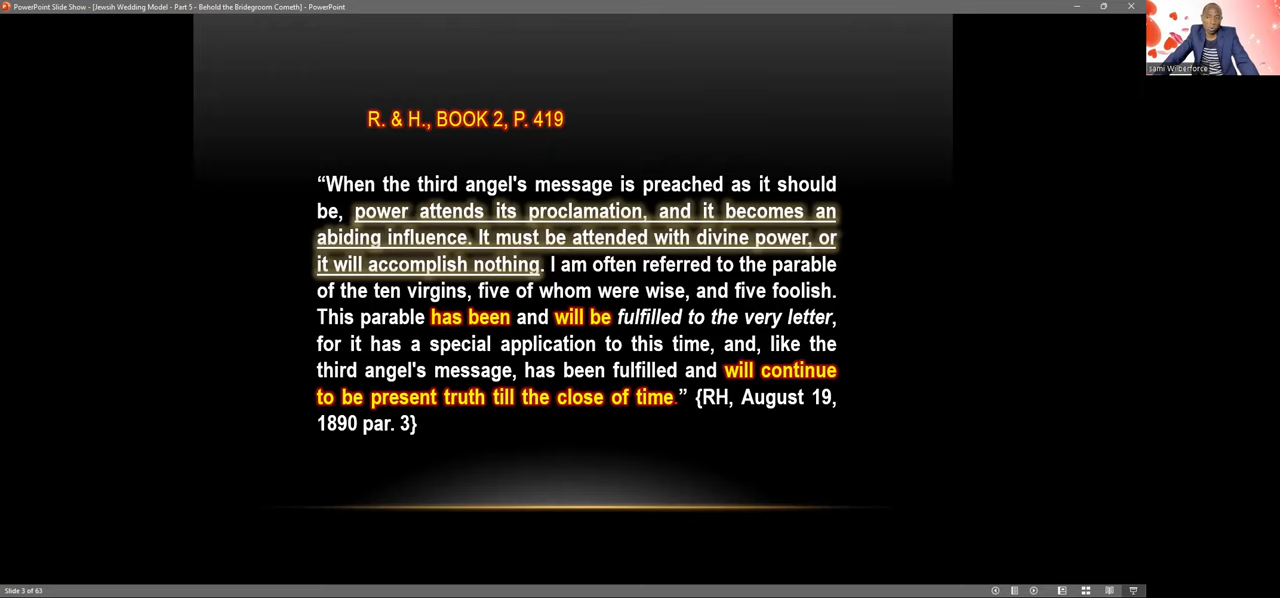 PowerPoint Slide Show - [Jewsih Wedding Model - Part 5 - Behold the Bridegroom Cometh] - PowerPoint
sami Wilberforce
R. & H., BOOK 2, P. 419
“When the third angel's message is preached as it should
be, power attends its proclamation, and it becomes an
abiding influence. It must be attended with divine power, or
it will accomplish nothing. I am often referred to the parable
of the ten virgins, five of whom were wise, and five foolish.
This parable has been and will be fulfilled to the very letter,
for it has a special application to this time, and, like the
third angel's message, has been fulfilled and will continue
to be present truth till the close of time.” {RH, August 19,
1890 par. 3}
Slide 3 of 63